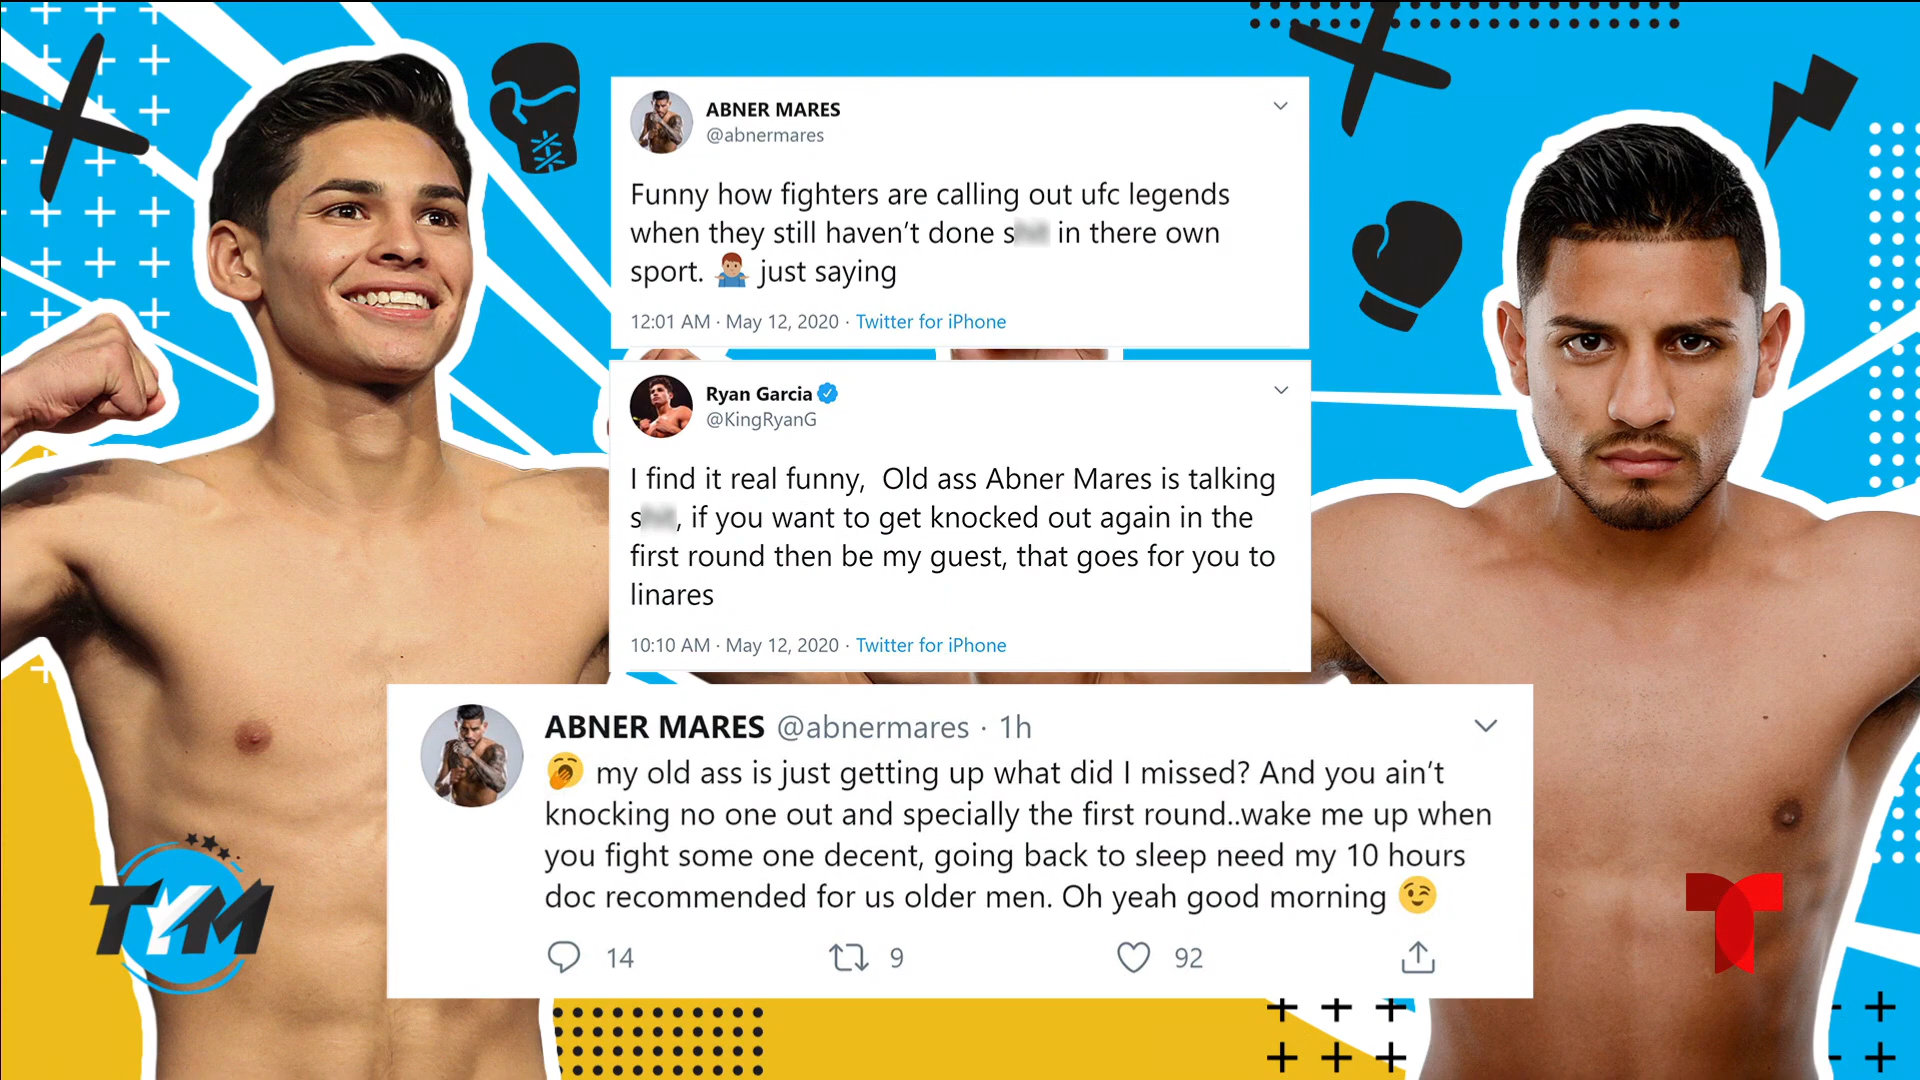 ABNER MARES
@abnermares
Funny how fighters are calling out ufc legends
when they still haven’t done s in there own
sport. 🤷🏽‍♂️ just saying
12:01 AM · May 12, 2020 · Twitter for iPhone
Ryan Garcia
@KingRyanG
I find it real funny,  Old ass Abner Mares is talking
s, if you want to get knocked out again in the
first round then be my guest, that goes for you to
linares
10:10 AM · May 12, 2020 · Twitter for iPhone
ABNER MARES @abnermares · 1h
🥱 my old ass is just getting up what did I missed? And you ain’t
knocking no one out and specially the first round..wake me up when
you fight some one decent, going back to sleep need my 10 hours
doc recommended for us older men. Oh yeah good morning 😉
14 9 92
TYM